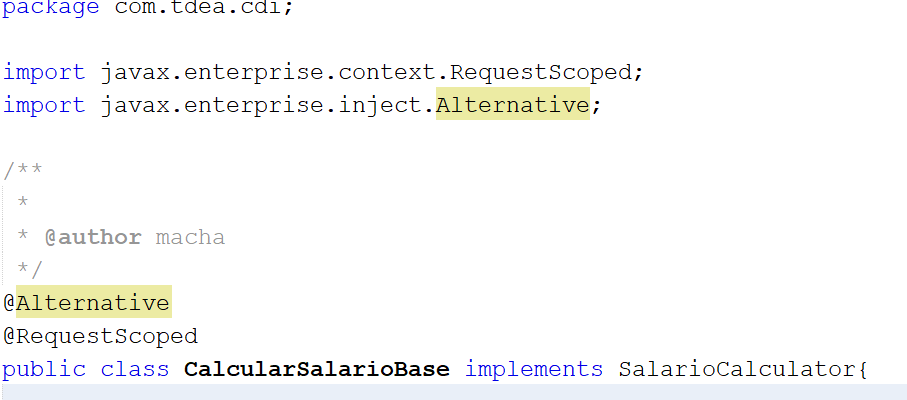 package com.tdea.cdi;
import javax.enterprise.context.RequestScoped;
import javax.enterprise.inject.Alternative;
/**
*
* @author macha
*/
@Alternative
@RequestScoped
public class CalcularSalarioBase implements SalarioCalculator{